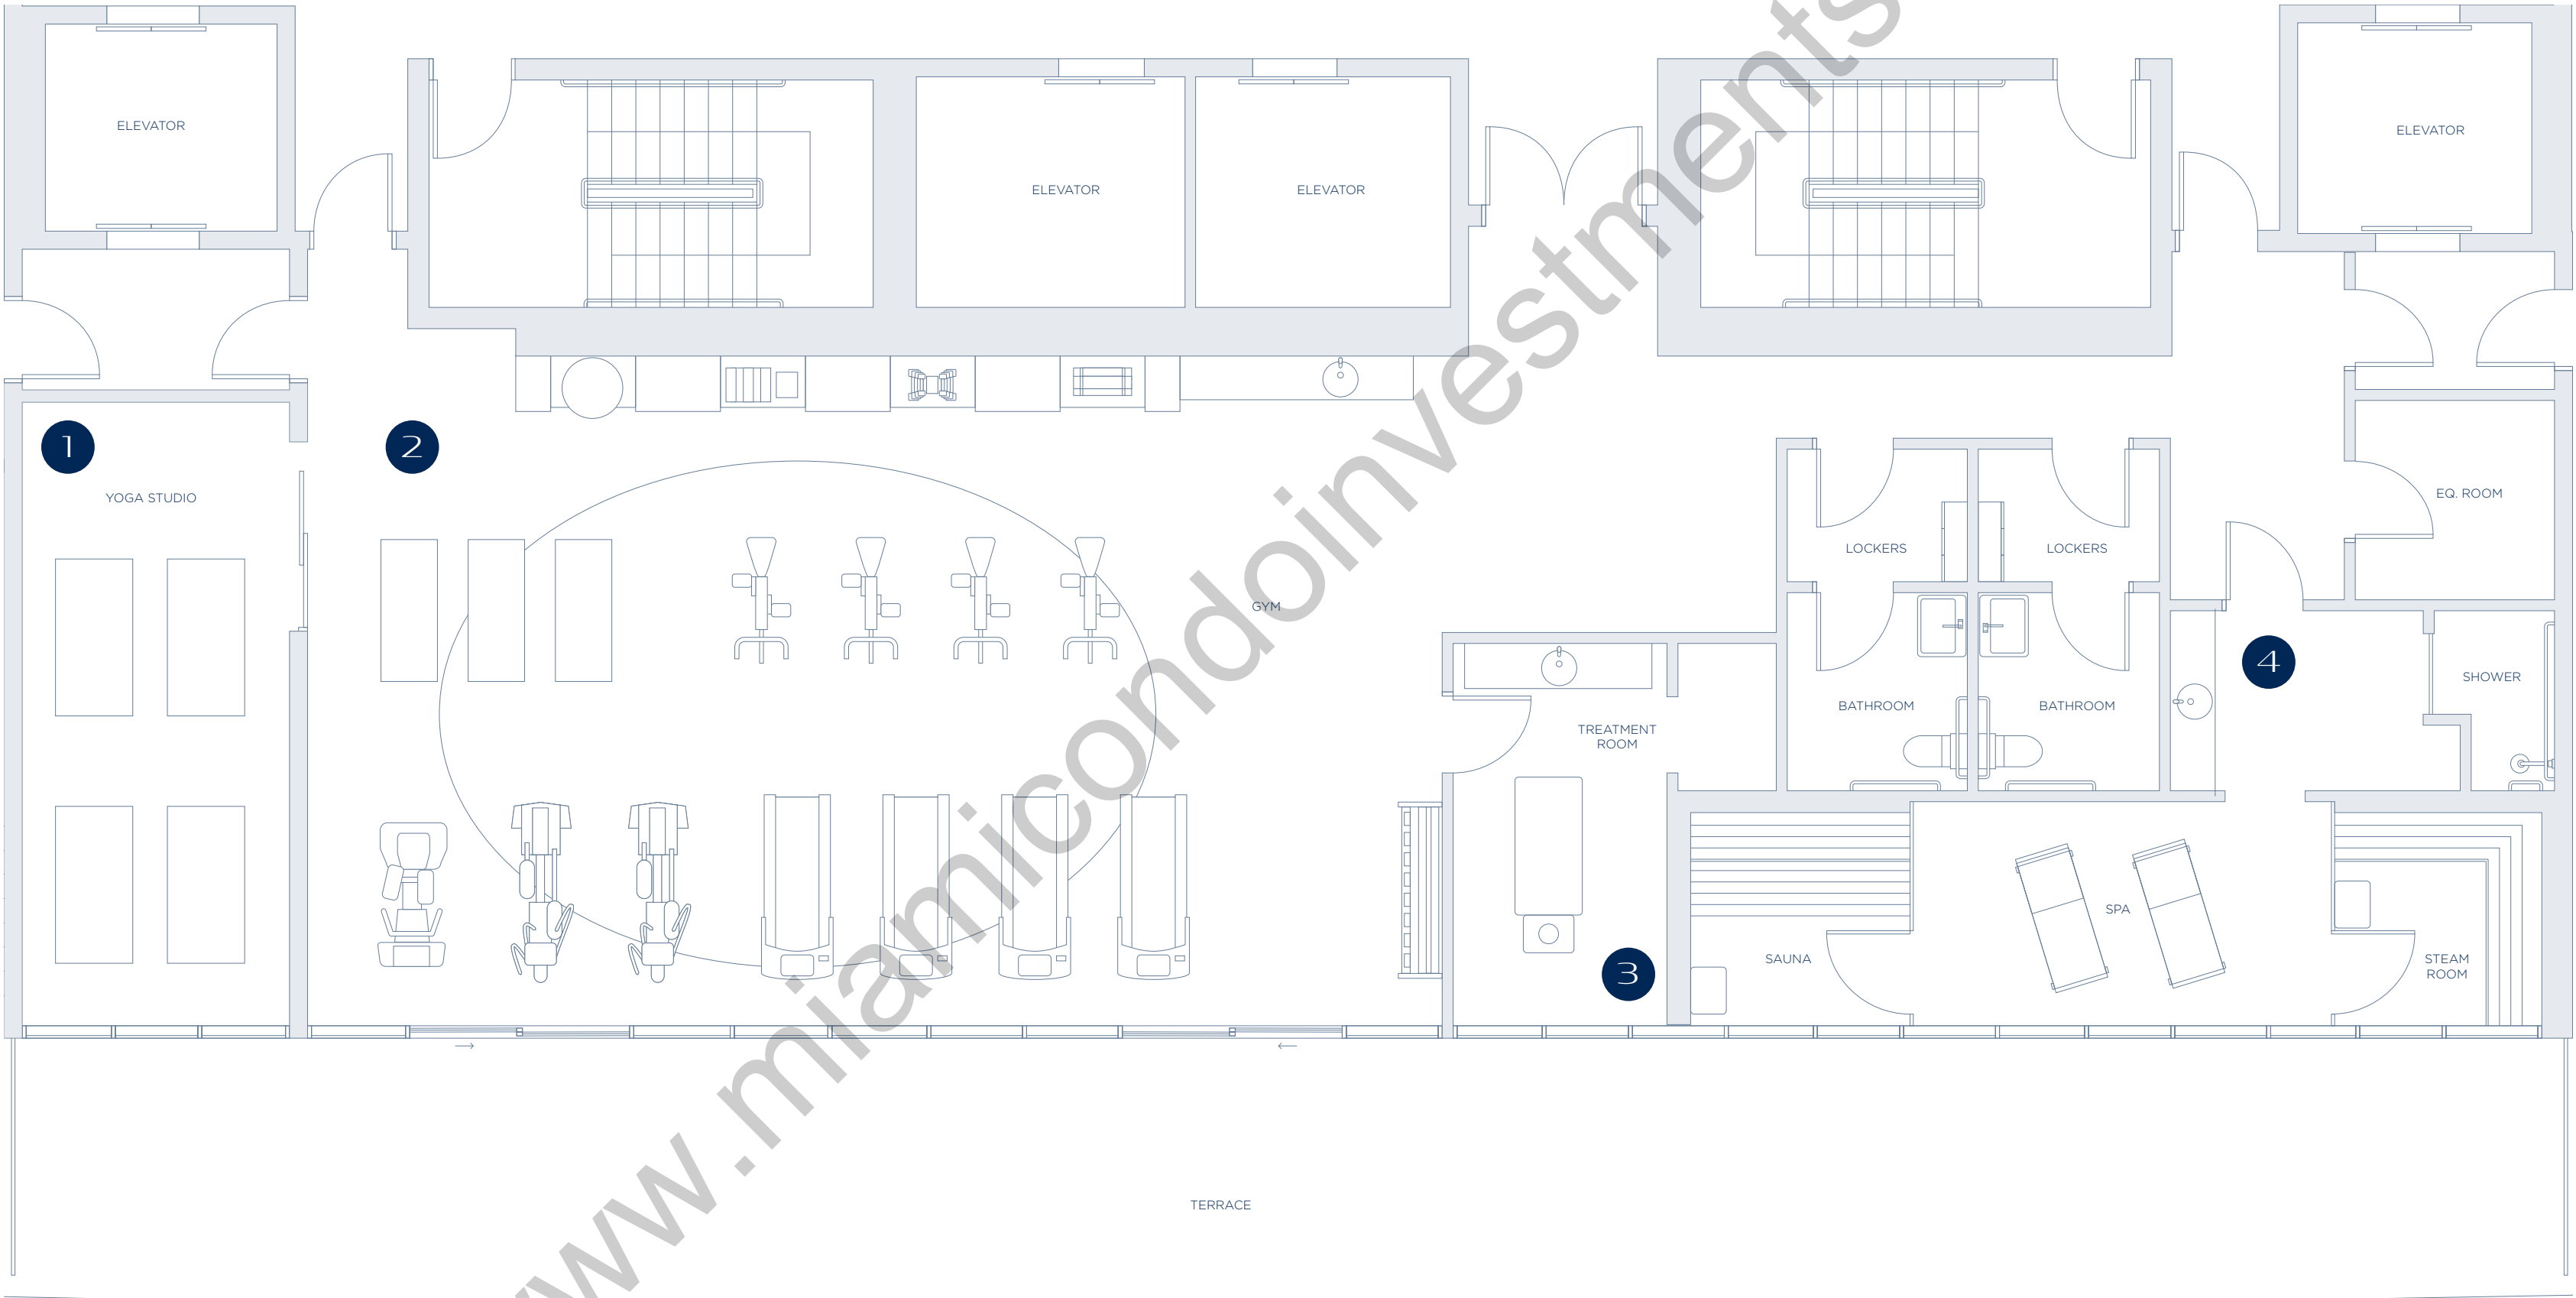 ELEVATOR
ELEVATOR
ELEVATOR
ELEVATOR
1
2
YOGA STUDIO
EQ. ROOM
LOCKERS
LOCKERS
GYM
4
SHOWER
BATHROOM
BATHROOM
TREATMENT
ROOM
SPA
SAUNA
STEAM
ROOM
3
TERRACE
www.miamicondoinvestments